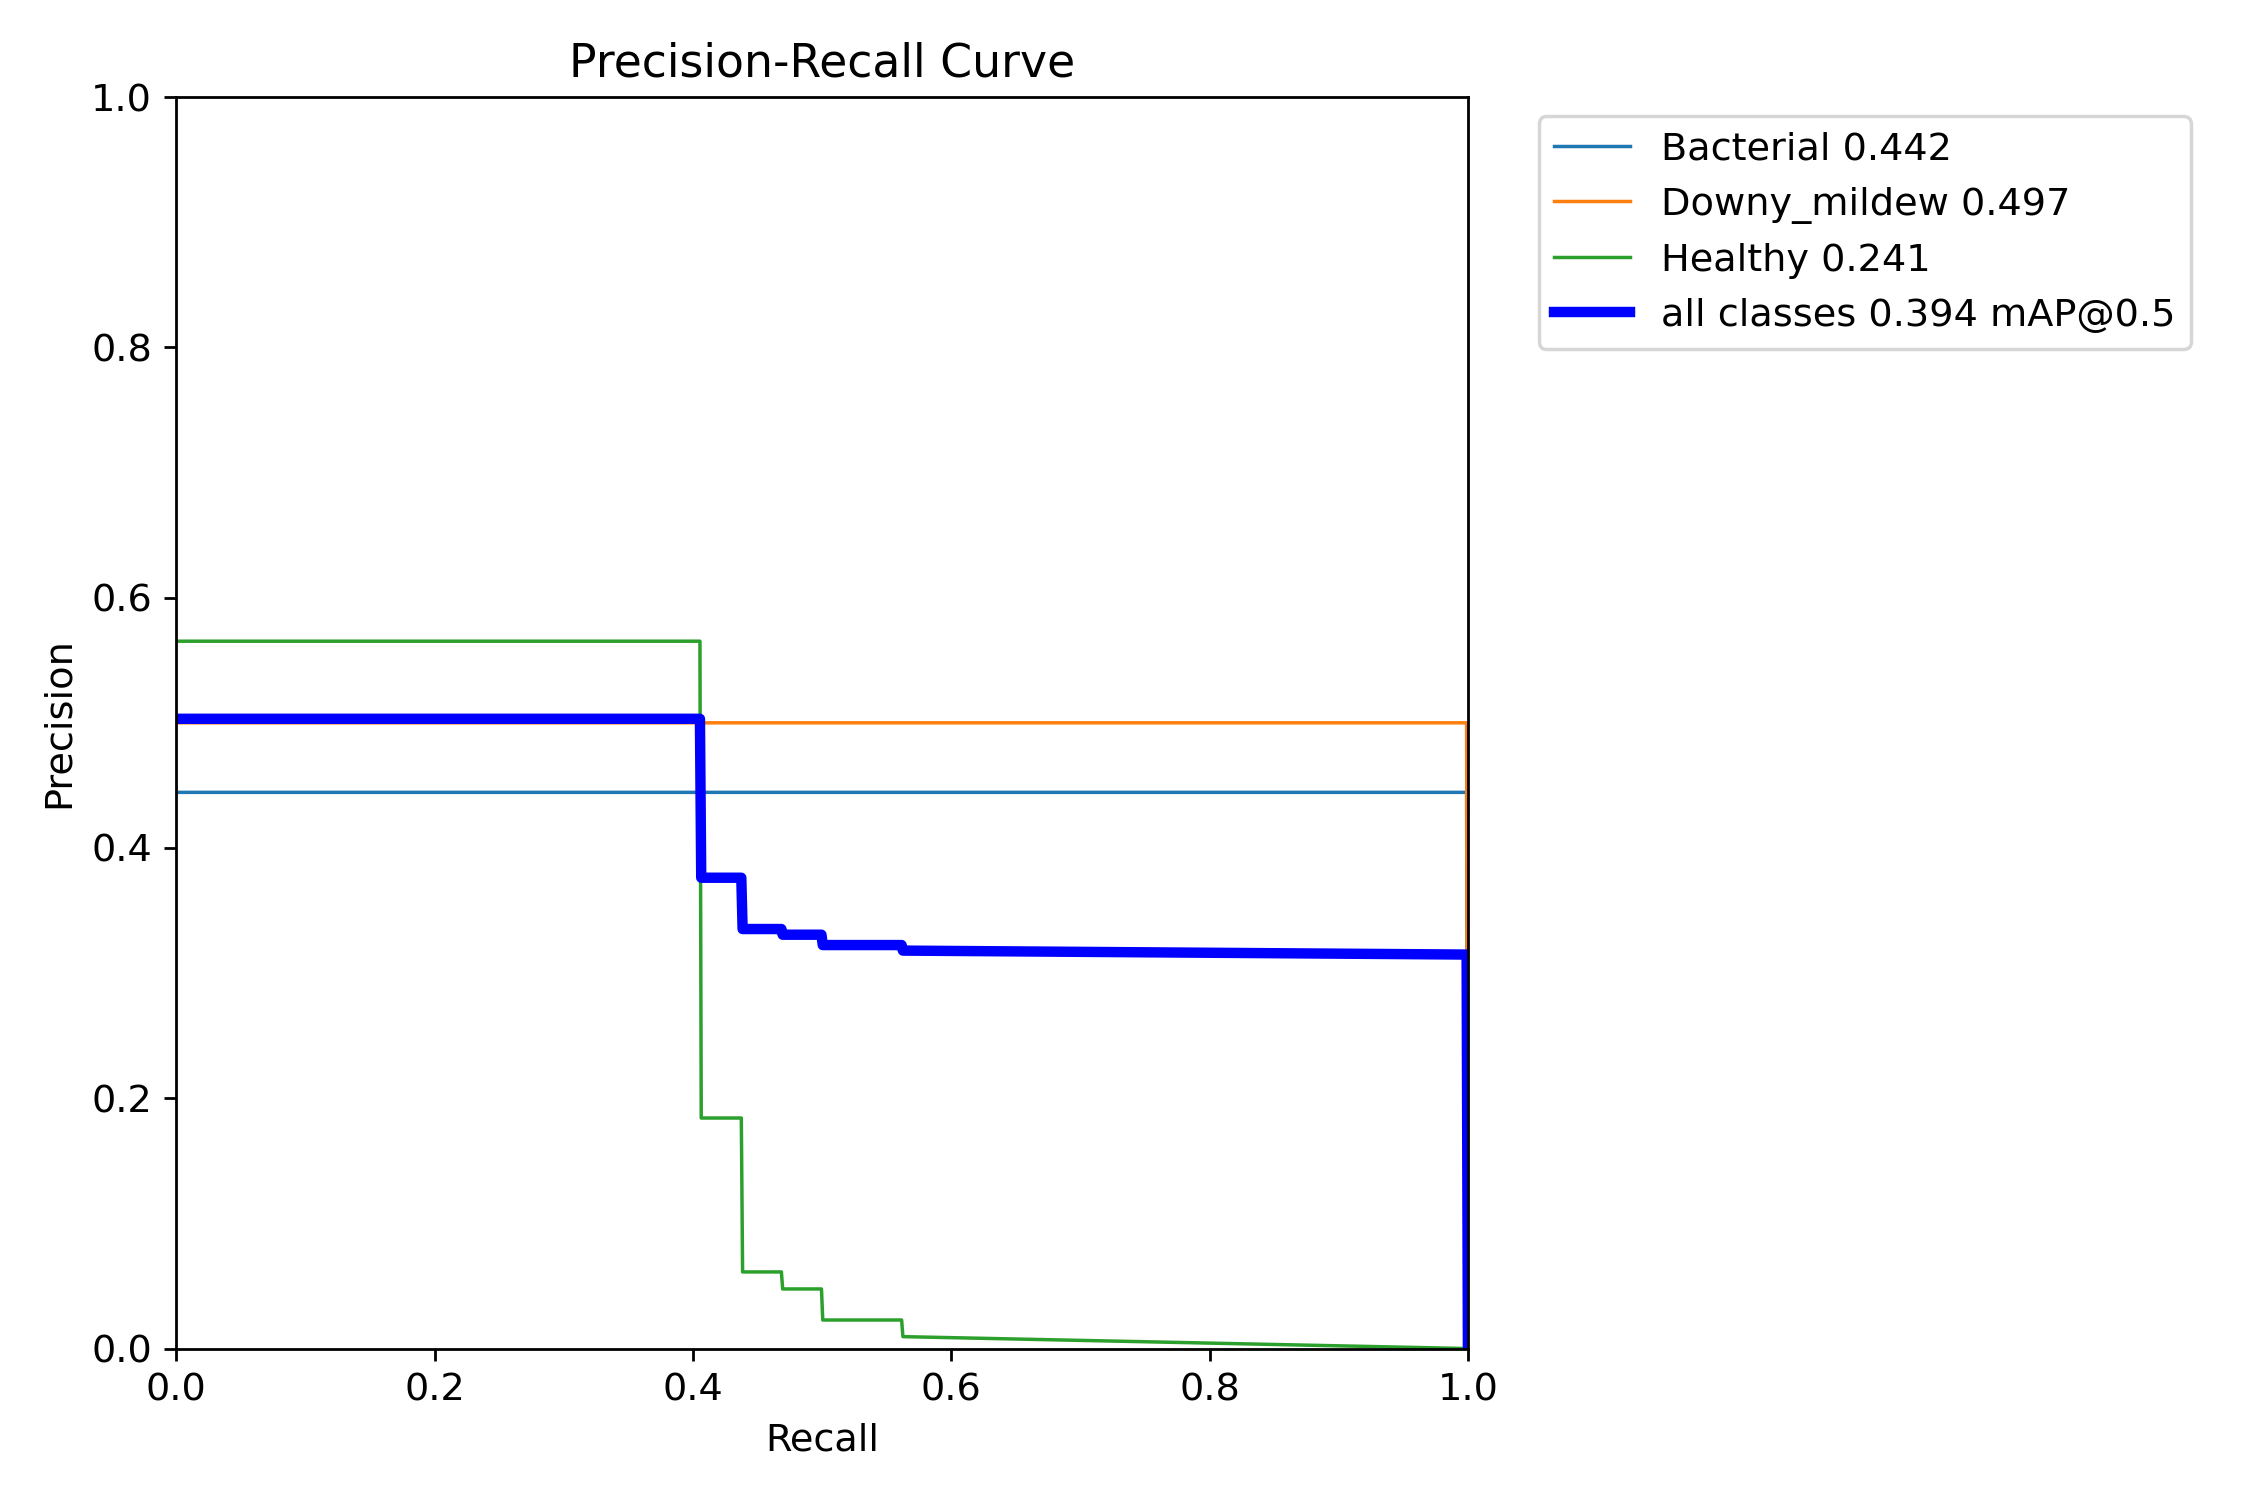 Precision-Recall Curve
1.0
0.8
0.6
0.4
0.2
0.0
Precision
0.0 0.2 0.4 0.6 0.8 1.0
Recall
Bacterial 0.442
Downy_mildew 0.497
Healthy 0.241
all classes 0.394 mAP@0.5